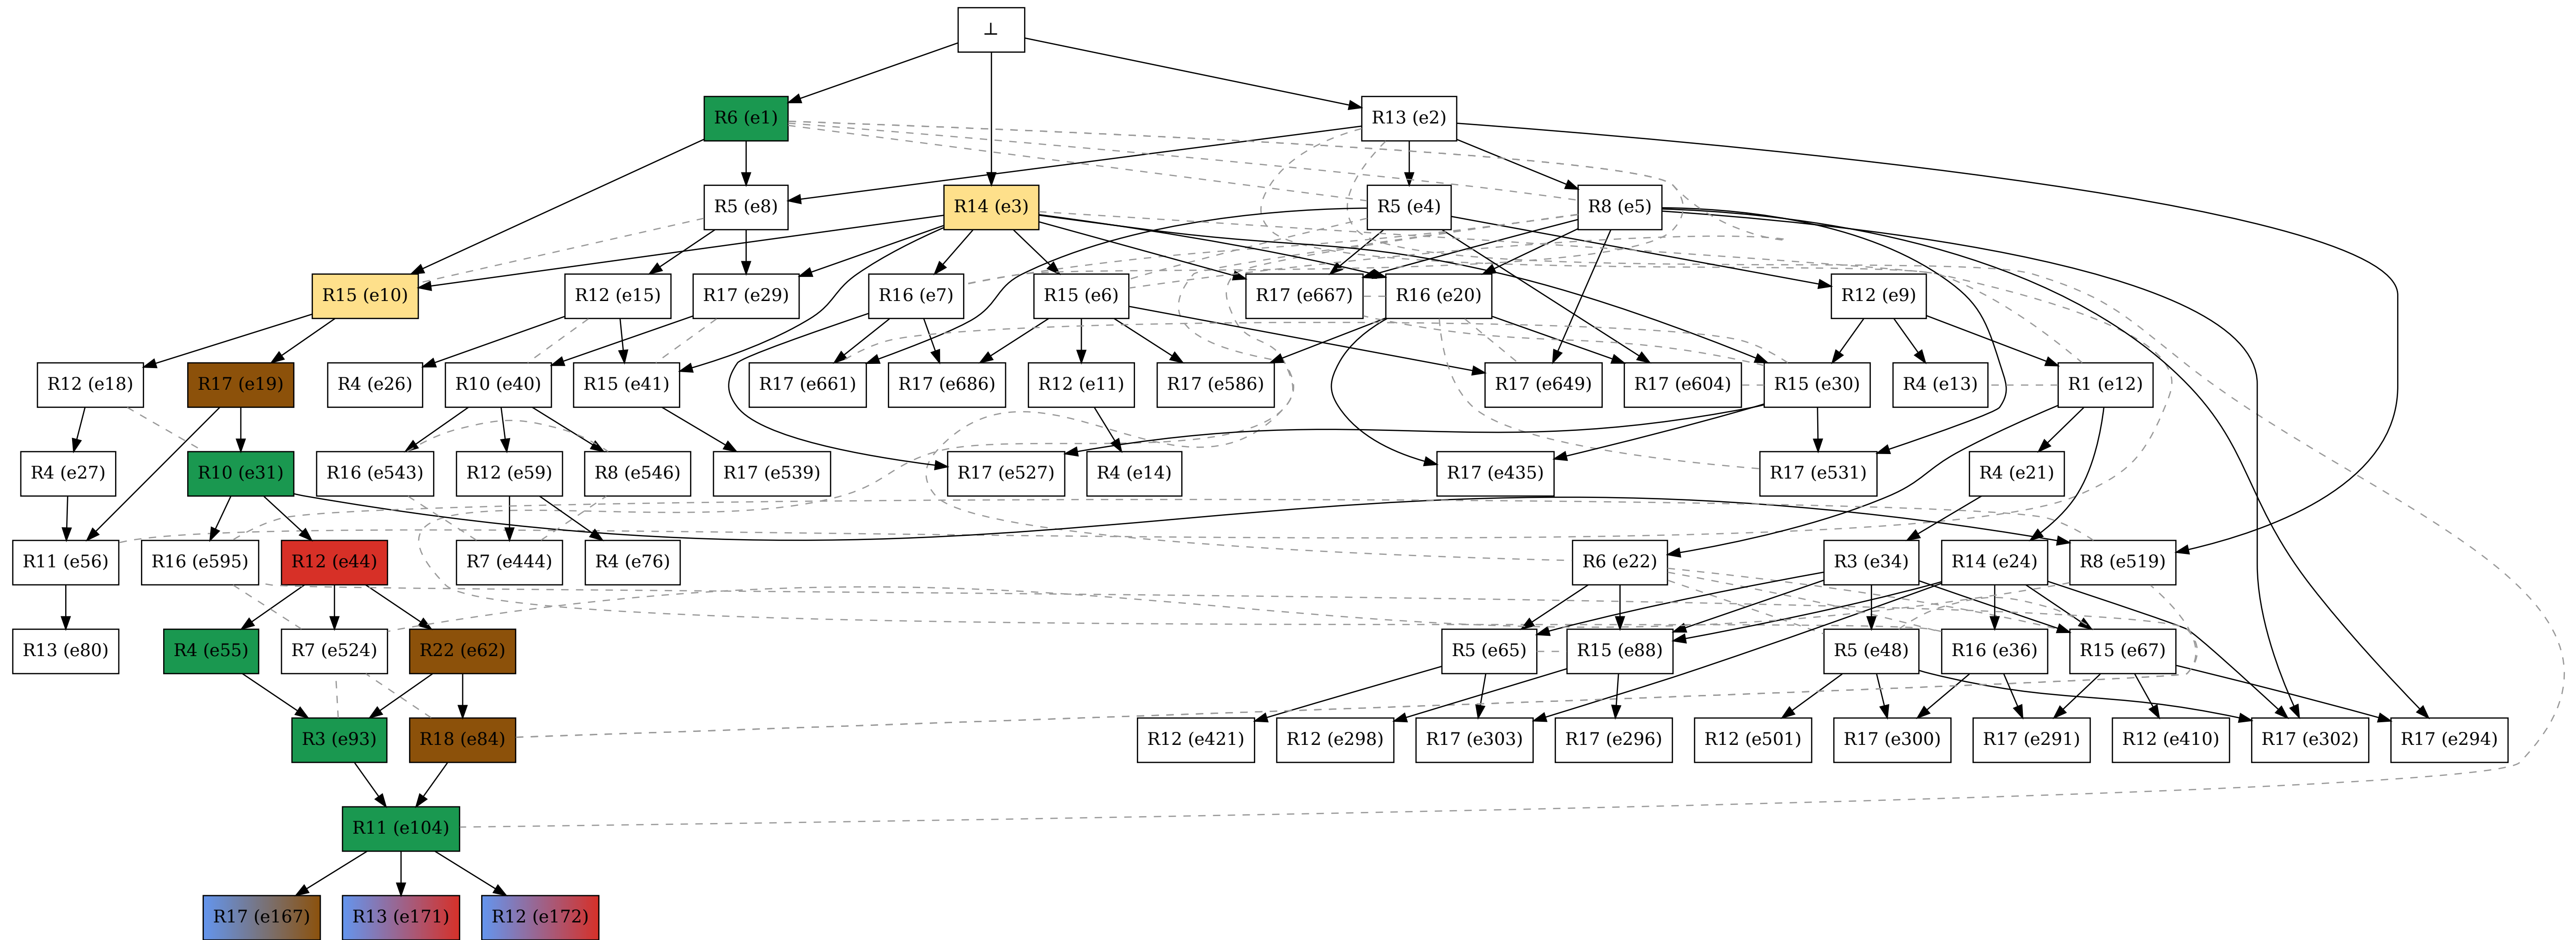 ⊥
R6 (e1)
R13 (e2)
R5 (e8)
R14 (e3)
R5 (e4)
R8 (e5)
R15 (e10)
R12 (e15)
R17 (e29)
R16 (e7)
R15 (e6)
R17 (e667)
R16 (e20)
R12 (e9)
R12 (e18)
R17 (e19)
R4 (e26)
R10 (e40)
R15 (e41)
R17 (e661)
R17 (e686)
R12 (e11)
R17 (e586)
R17 (e649)
R17 (e604)
R15 (e30)
R4 (e13)
R1 (e12)
R4 (e27)
R10 (e31)
R16 (e543)
R12 (e59)
R8 (e546)
R17 (e539)
R17 (e527)
R4 (e14)
R17 (e435)
R17 (e531)
R4 (e21)
R11 (e56)
R16 (e595)
R12 (e44)
R7 (e444)
R4 (e76)
R6 (e22)
R3 (e34)
R14 (e24)
R8 (e519)
R13 (e80)
R4 (e55)
R7 (e524)
R22 (e62)
R5 (e65)
R15 (e88)
R5 (e48)
R16 (e36)
R15 (e67)
R3 (e93)
R18 (e84)
R12 (e421)
R12 (e298)
R17 (e303)
R17 (e296)
R12 (e501)
R17 (e300)
R17 (e291)
R12 (e410)
R17 (e302)
R17 (e294)
R11 (e104)
R17 (e167)
R13 (e171)
R12 (e172)